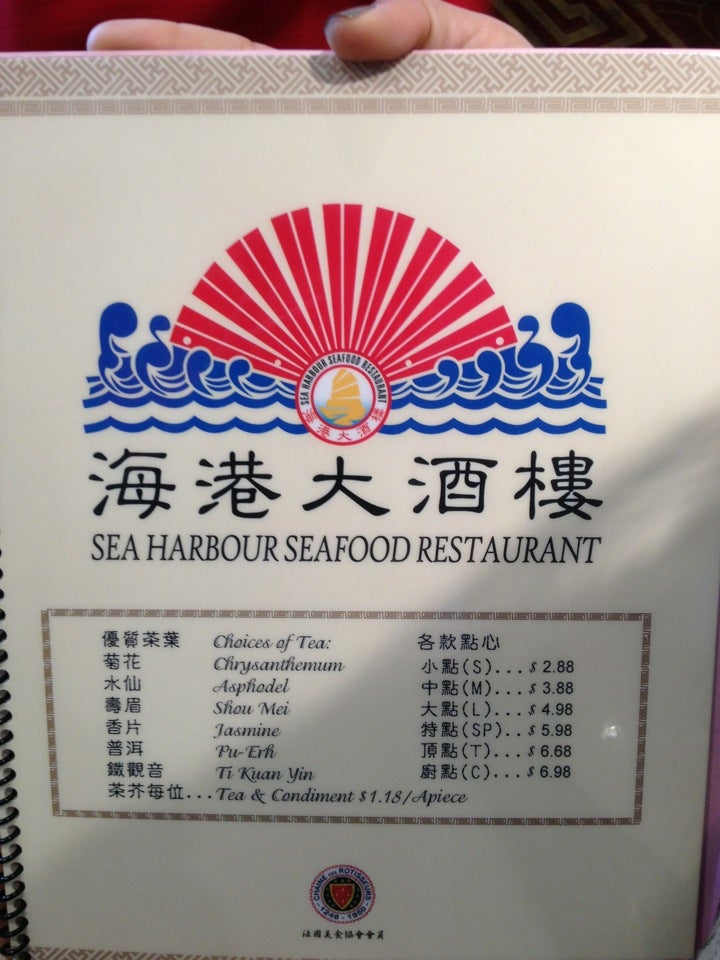 SEA HARBOUR SEAFOOD RESTAURANT
海港大酒樓
海港大酒樓
SEA HARBOUR SEAFOOD RESTAURANT
優質茶葉 Choices of Tea:
菊花 Chrysanthemum
水仙 Asphodel
壽眉 Shou Mei
香片 Jasmine
普洱 Pu-Erh
鐵觀音 Ti Kuan Yin
茶芥每位...Tea & Condiment $1.18/Apiece
各款點心
小點(S)...$ 2.88
中點(M)...$ 3.88
大點(L)...$ 4.98
特點(SP)..$ 5.98
頂點(T)...$ 6.68
廚點(C)...$ 6.98
CHAINE DES ROTISSEURS
1248 - 1950
法國美食協會會員